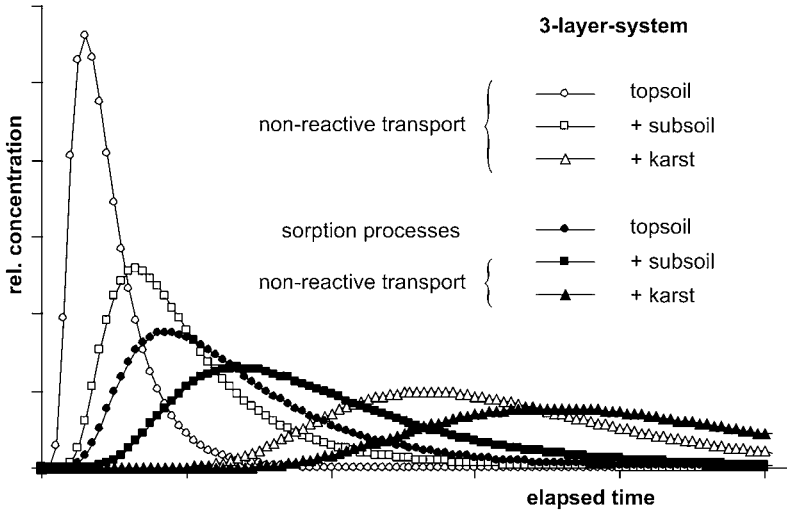 3-layer-system
topsoil
non-reactive transport
+ subsoil
+ karst
sorption processes
topsoil
+ subsoil
non-reactive transport
+ karst
rel. concentration
elapsed time